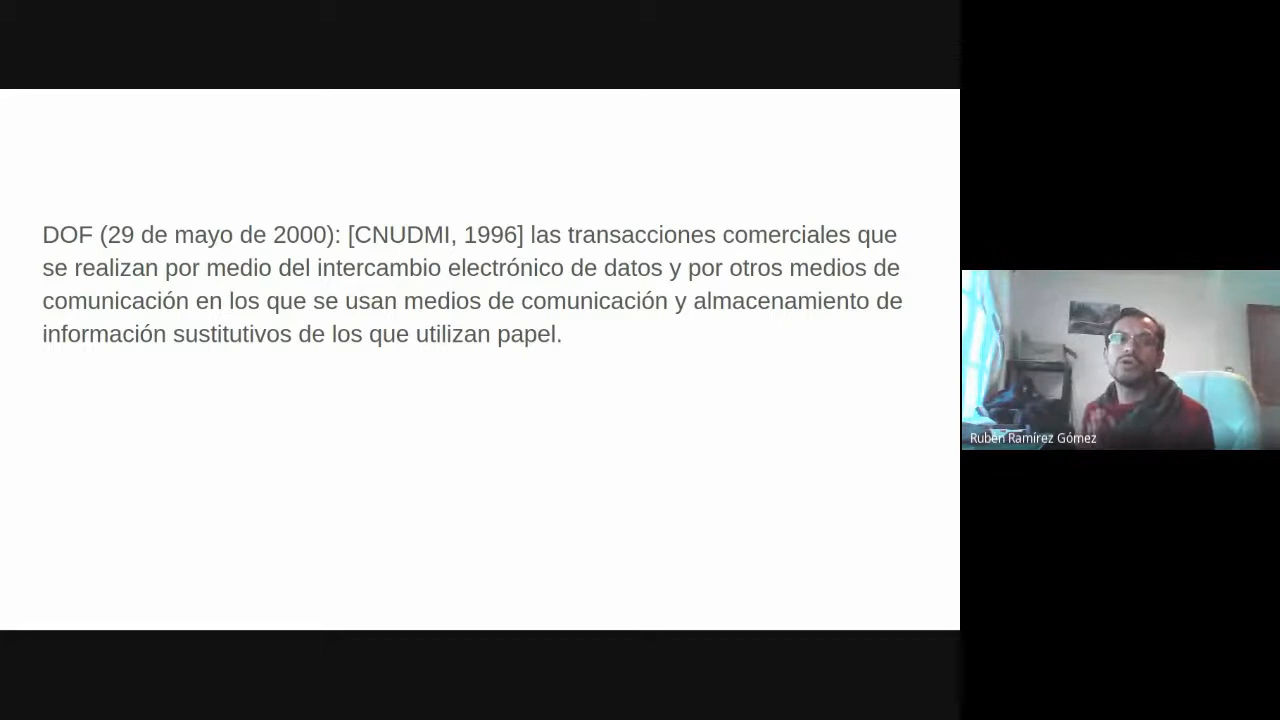 DOF (29 de mayo de 2000): [CNUDMI, 1996] las transacciones comerciales que
se realizan por medio del intercambio electrónico de datos y por otros medios de
comunicación en los que se usan medios de comunicación y almacenamiento de
información sustitutivos de los que utilizan papel.
Rubén Ramírez Gómez